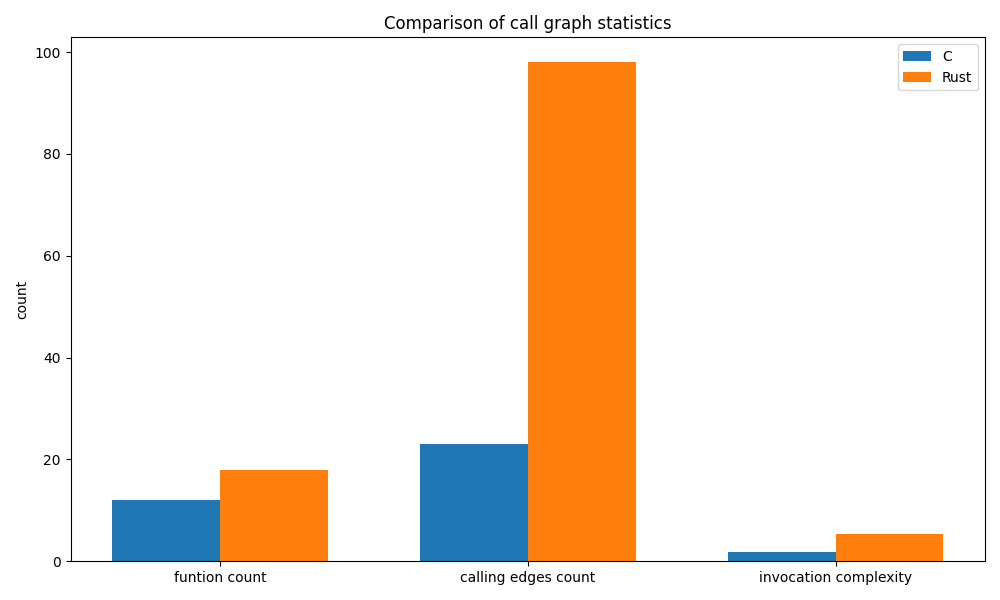 Comparison of call graph statistics
C
Rust
100
80
60
40
20
0
count
funtion count
calling edges count
invocation complexity